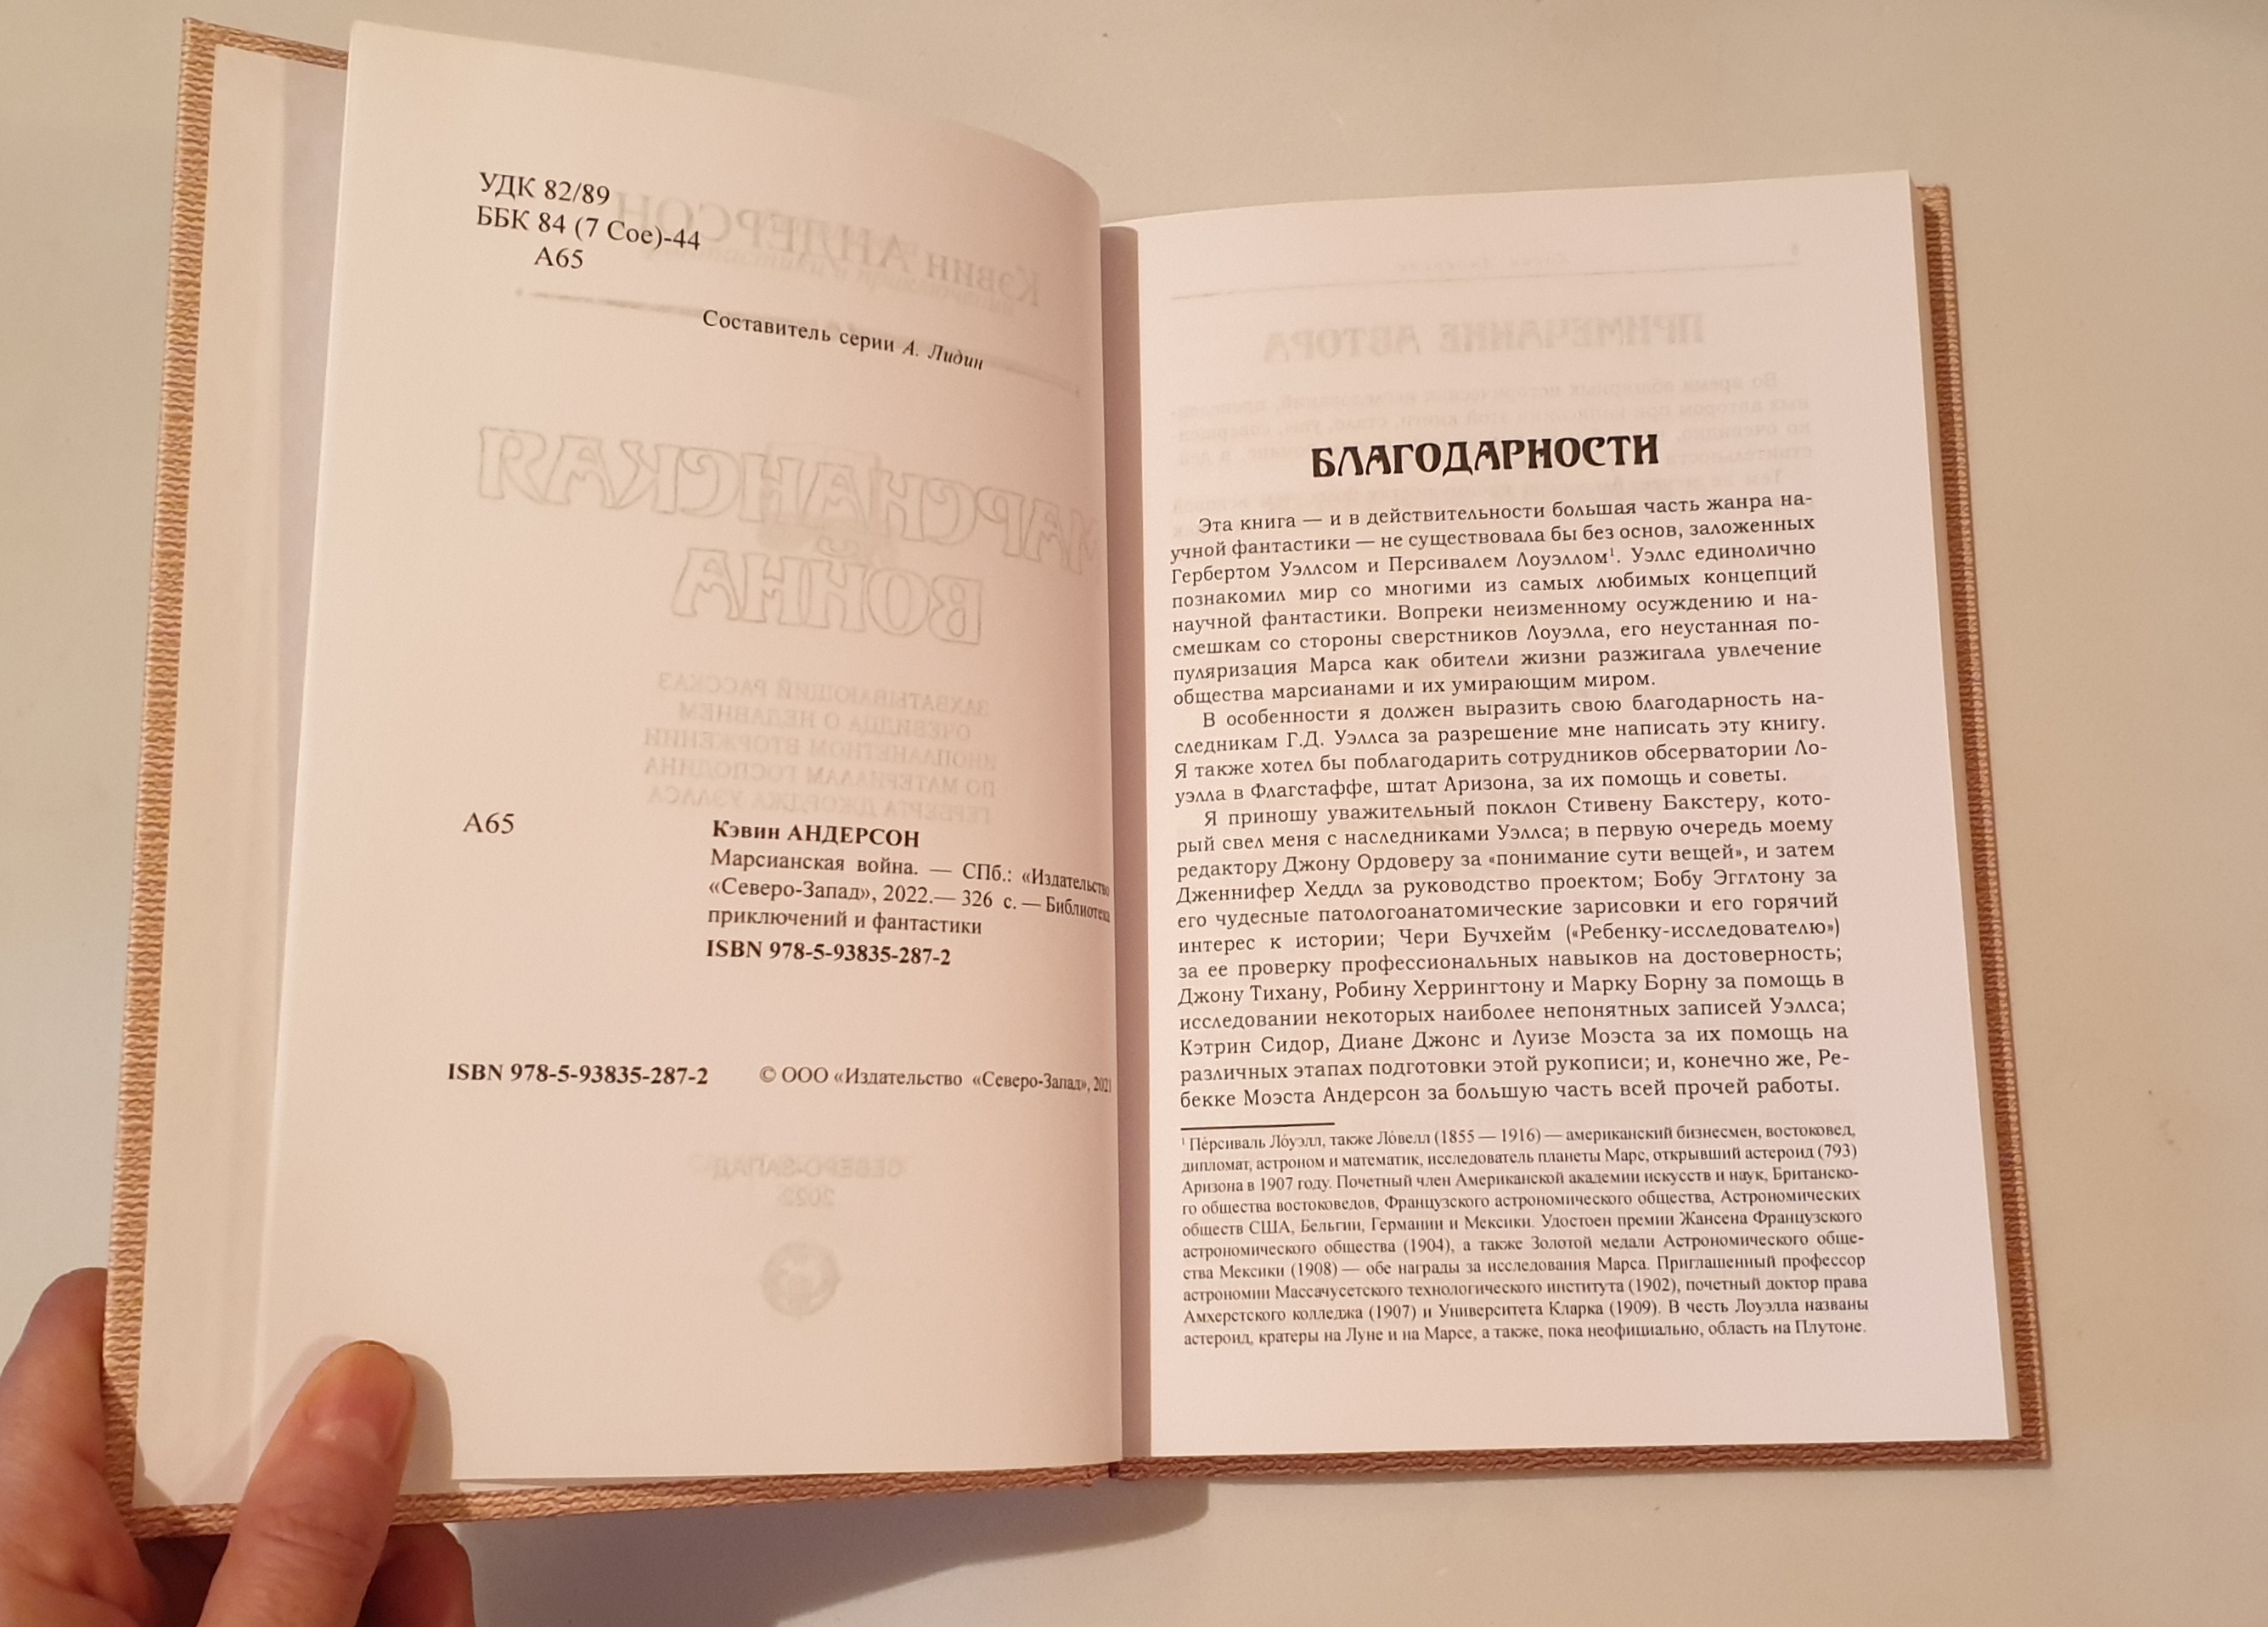 УДК 82/89
ББК 84 (7 Сое)-44
А65
Составитель серии А. Лидин
А65
Кэвин АНДЕРСОН
Марсианская война. — СПб.: «Издательство
«Северо-Запад», 2022.— 326 с. — Библиотека
приключений и фантастики
ISBN 978-5-93835-287-2
ISBN 978-5-93835-287-2 © ООО «Издательство «Северо-Запад», 2021
БЛАГОДАРНОСТИ
Эта книга — и в действительности большая часть жанра на-
учной фантастики — не существовала бы без основ, заложенных
Гербертом Уэллсом и Персивалем Лоуэллом¹. Уэллс единолично
познакомил мир со многими из самых любимых концепций
научной фантастики. Вопреки неизменному осуждению и на-
смешкам со стороны сверстников Лоуэлла, его неустанная по-
пуляризация Марса как обители жизни разжигала увлечение
общества марсианами и их умирающим миром.
В особенности я должен выразить свою благодарность на-
следникам Г.Д. Уэллса за разрешение мне написать эту книгу.
Я также хотел бы поблагодарить сотрудников обсерватории Ло-
уэлла в Флагстаффе, штат Аризона, за их помощь и советы.
Я приношу уважительный поклон Стивену Бакстеру, кото-
рый свел меня с наследниками Уэллса; в первую очередь моему
редактору Джону Ордоверу за «понимание сути вещей», и затем
Дженнифер Хеддл за руководство проектом; Бобу Эгглтону за
его чудесные патологоанатомические зарисовки и его горячий
интерес к истории; Чери Бучхейм («Ребенку-исследователю»)
за ее проверку профессиональных навыков на достоверность;
Джону Тихану, Робину Херрингтону и Марку Борну за помощь в
исследовании некоторых наиболее непонятных записей Уэллса;
Кэтрин Сидор, Диане Джонс и Луизе Моэста за их помощь на
различных этапах подготовки этой рукописи; и, конечно же, Ре-
бекке Моэста Андерсон за большую часть всей прочей работы.
¹ Пе́рсиваль Ло́уэлл, также Ло́велл (1855 — 1916) — американский бизнесмен, востоковед,
дипломат, астроном и математик, исследователь планеты Марс, открывший астероид (793)
Аризона в 1907 году. Почетный член Американской академии искусств и наук, Британско-
го общества востоковедов, Французского астрономического общества, Астрономических
обществ США, Бельгии, Германии и Мексики. Удостоен премии Жансена Французского
астрономического общества (1904), а также Золотой медали Астрономического обще-
ства Мексики (1908) — обе награды за исследования Марса. Приглашенный профессор
астрономии Массачусетского технологического института (1902), почетный доктор права
Амхерстского колледжа (1907) и Университета Кларка (1909). В честь Лоуэлла названы
астероид, кратеры на Луне и на Марсе, а также, пока неофициально, область на Плутоне.